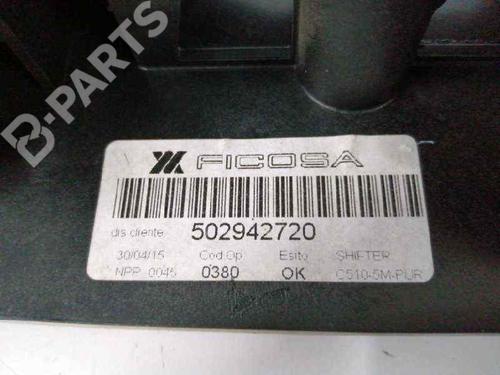 B-PARTS
FICOSA
dis.cliente 502942720
30/04/15 Cod.Op Esito SHIFTER
NPP 0045 0380 OK C510-5M-PUR